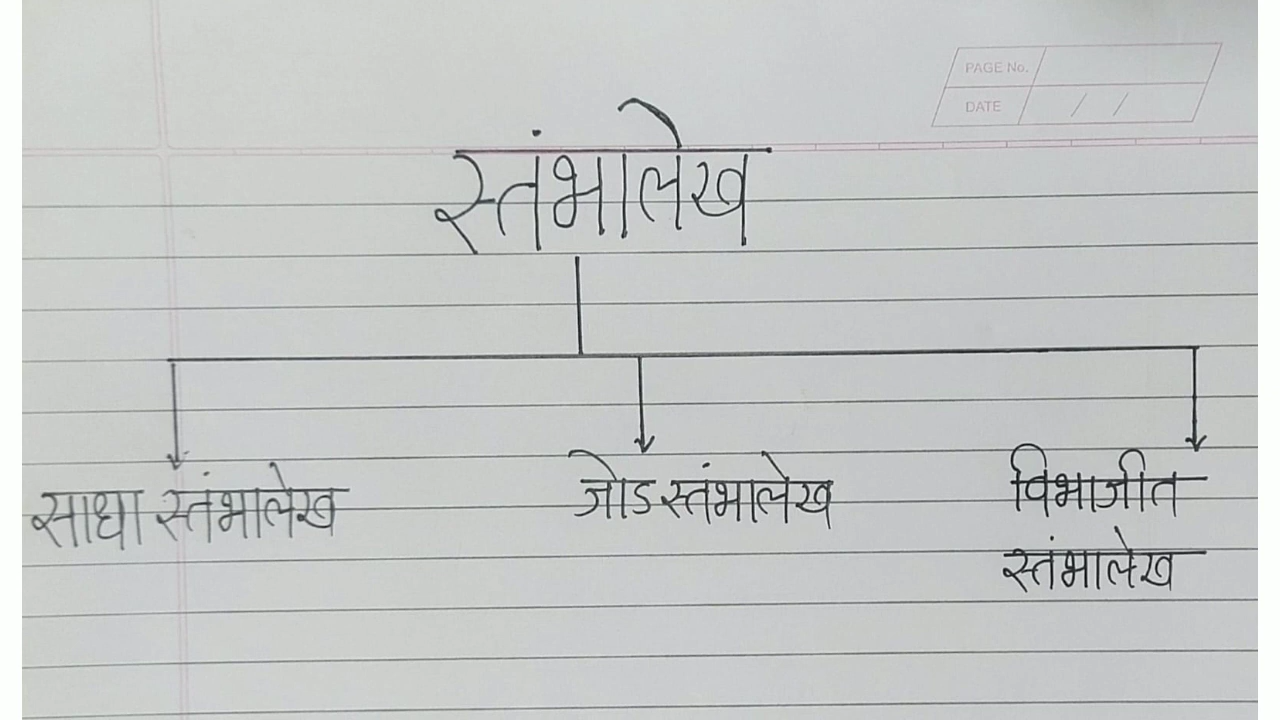 PAGE No.
DATE / /
स्तंभालेख
साधा स्तंभालेख
जोड स्तंभालेख
विभाजीत
स्तंभालेख